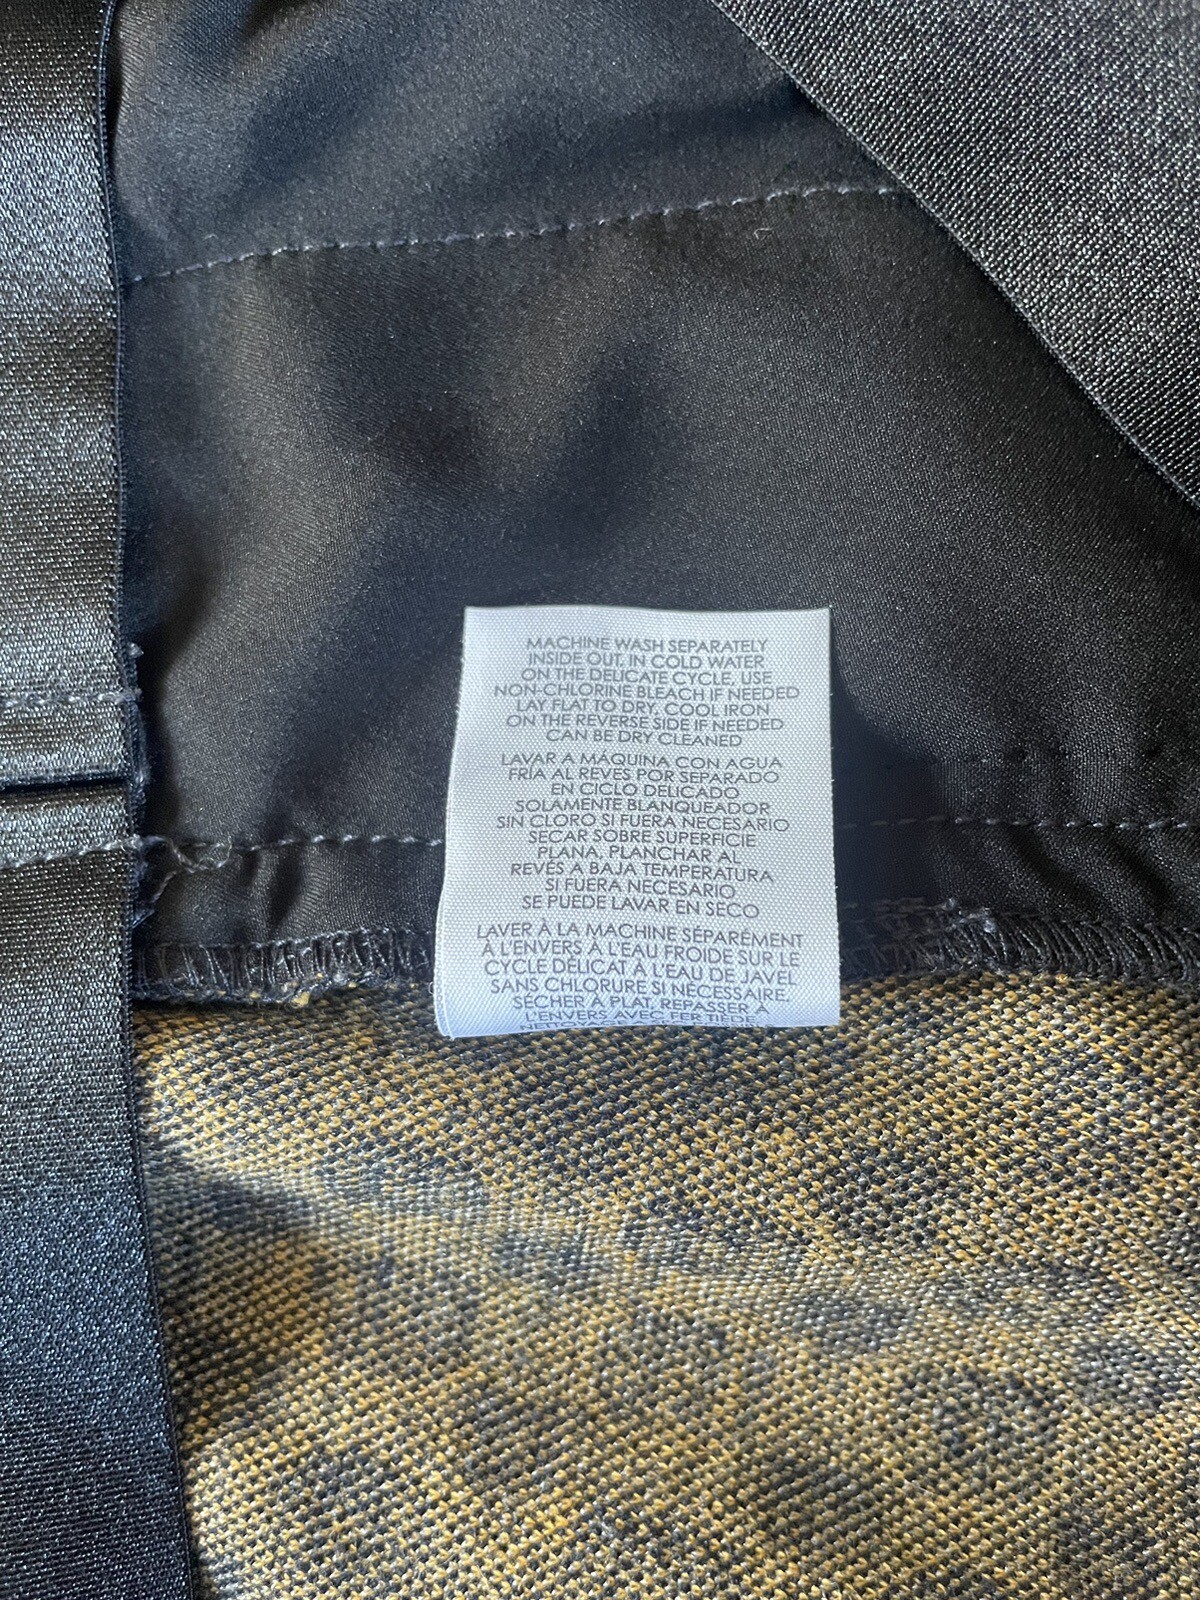 MACHINE WASH SEPARATELY
INSIDE OUT, IN COLD WATER
ON THE DELICATE CYCLE, USE
NON-CHLORINE BLEACH IF NEEDED
LAY FLAT TO DRY, COOL IRON
ON THE REVERSE SIDE IF NEEDED
CAN BE DRY CLEANED
LAVAR A MÁQUINA CON AGUA
FRÍA AL REVES POR SEPARADO
EN CICLO DELICADO
SOLAMENTE BLANQUEADOR
SIN CLORO SI FUERA NECESARIO
SECAR SOBRE SUPERFICIE
PLANA, PLANCHAR AL
REVÉS A BAJA TEMPERATURA
SI FUERA NECESARIO
SE PUEDE LAVAR EN SECO
LAVER À LA MACHINE SÉPARÉMENT
À L'ENVERS À L'EAU FROIDE SUR LE
CYCLE DÉLICAT À L'EAU DE JAVEL
SANS CHLORURE SI NÉCESSAIRE,
SÉCHER À PLAT, REPASSER À
L'ENVERS AVEC FER TIÈDE,
NETTOYAGE